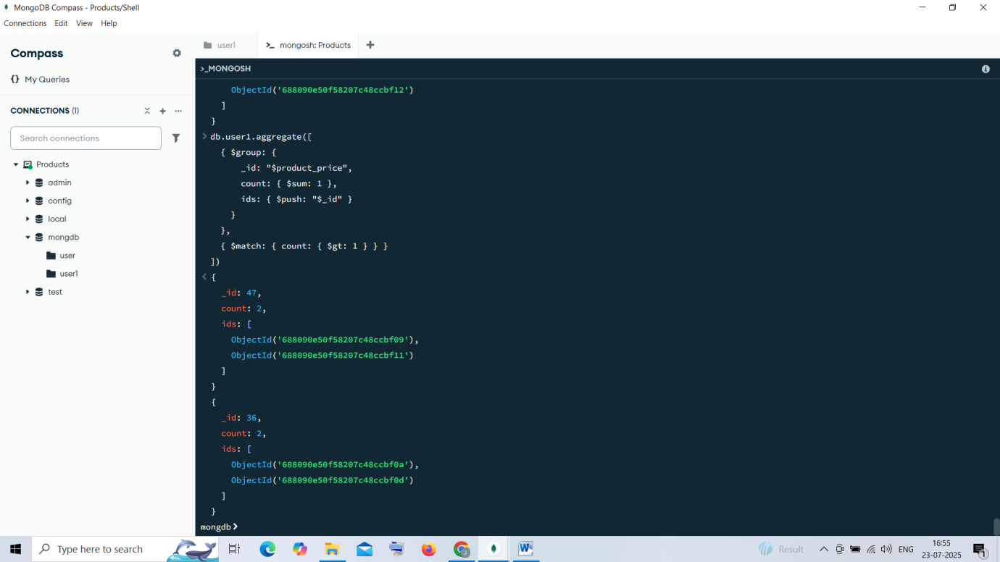 MongoDB Compass - Products/Shell
Connections Edit View Help
Compass
My Queries
CONNECTIONS (1)
Search connections
Products
admin
config
local
mongdb
user
user1
test
user1
mongosh: Products
>_MONGOSH
ObjectId('688090e50f58207c48ccbf12')
]
}
db.user1.aggregate([
{ $group: {
_id: "$product_price",
count: { $sum: 1 },
ids: { $push: "$_id" }
}
},
{ $match: { count: { $gt: 1 } } }
])
{
_id: 47,
count: 2,
ids: [
ObjectId('688090e50f58207c48ccbf09'),
ObjectId('688090e50f58207c48ccbf11')
]
}
{
_id: 36,
count: 2,
ids: [
ObjectId('688090e50f58207c48ccbf0a'),
ObjectId('688090e50f58207c48ccbf0d')
]
}
mongdb>
Type here to search
Result
ENG
16:55
23-07-2025
1